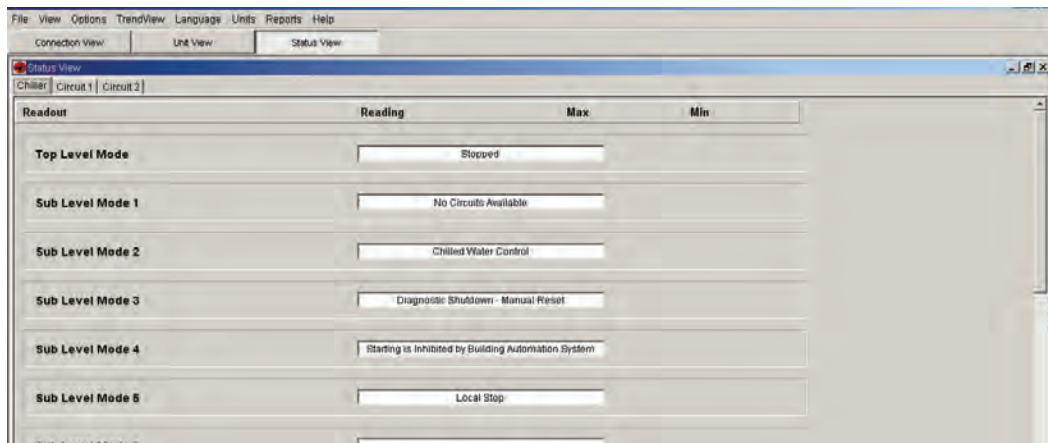 File View Options TrendView Language Units Reports Help
Connection View Unit View Status View
Status View
Chiller Circuit 1 Circuit 2
Readout Reading Max Min
Top Level Mode Stopped
Sub Level Mode 1 No Circuits Available
Sub Level Mode 2 Chilled Water Control
Sub Level Mode 3 Diagnostic Shutdown - Manual Reset
Sub Level Mode 4 Starting is Inhibited by Building Automation System
Sub Level Mode 5 Local Stop